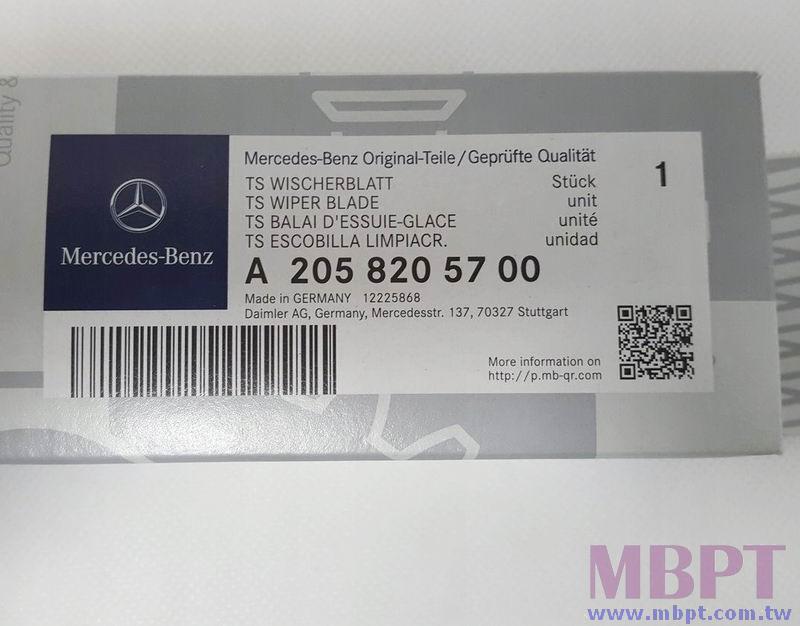 Quality &
Mercedes-Benz
Mercedes-Benz Original-Teile/Geprüfte Qualität
TS WISCHERBLATT Stück 1
TS WIPER BLADE unit
TS BALAI D'ESSUIE-GLACE unité
TS ESCOBILLA LIMPIACR. unidad
A 205 820 57 00
Made in GERMANY 12225868
Daimler AG, Germany, Mercedesstr. 137, 70327 Stuttgart
More information on
http://p.mb-qr.com
MBPT
www.mbpt.com.tw